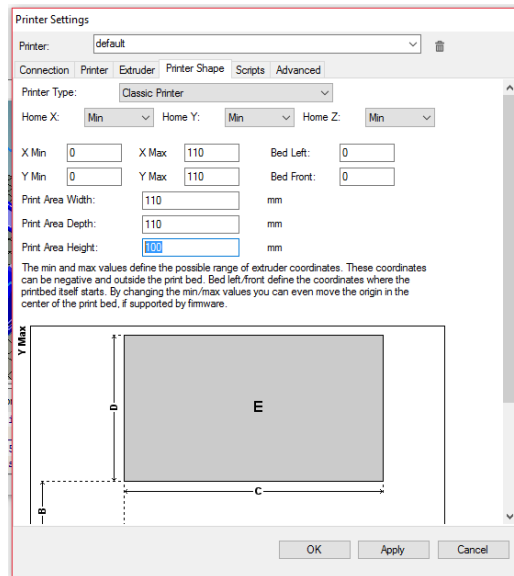 Printer Settings
Printer: default
Connection Printer Extruder Printer Shape Scripts Advanced
Printer Type: Classic Printer
Home X: Min Home Y: Min Home Z: Min
X Min 0 X Max 110 Bed Left: 0
Y Min 0 Y Max 110 Bed Front: 0
Print Area Width: 110 mm
Print Area Depth: 110 mm
Print Area Height: 100 mm
The min and max values define the possible range of extruder coordinates. These coordinates
can be negative and outside the print bed. Bed left/front define the coordinates where the
printbed itself starts. By changing the min/max values you can even move the origin in the
center of the print bed, if supported by firmware.
Y Max
D
E
C
B
OK Apply Cancel